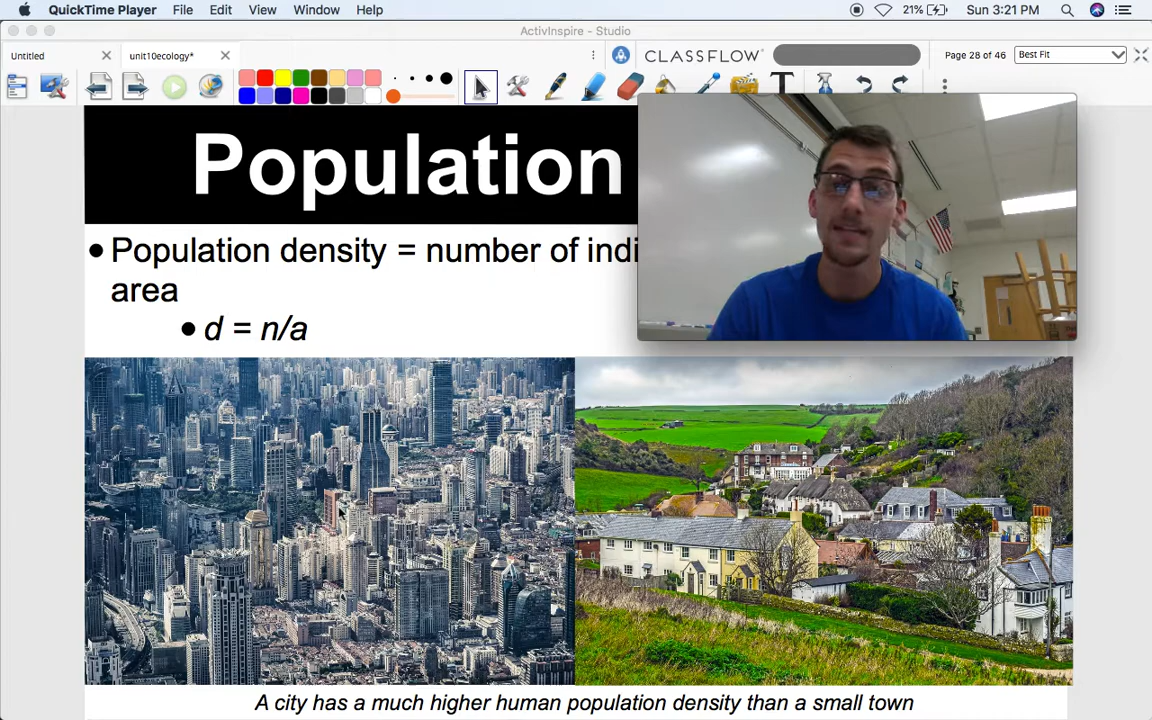 QuickTime Player File Edit View Window Help 21% Sun 3:21 PM
ActivInspire - Studio
Untitled unit10ecology* CLASSFLOW Page 28 of 46 Best Fit
T
Population
• Population density = number of indi
area
• d = n/a
A city has a much higher human population density than a small town